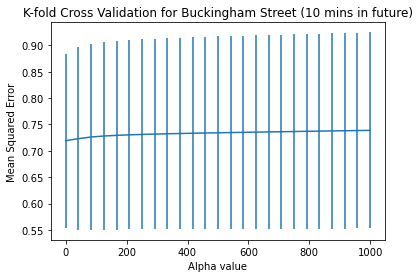 K-fold Cross Validation for Buckingham Street (10 mins in future)
Mean Squared Error
0.90
0.85
0.80
0.75
0.70
0.65
0.60
0.55
0 200 400 600 800 1000
Alpha value